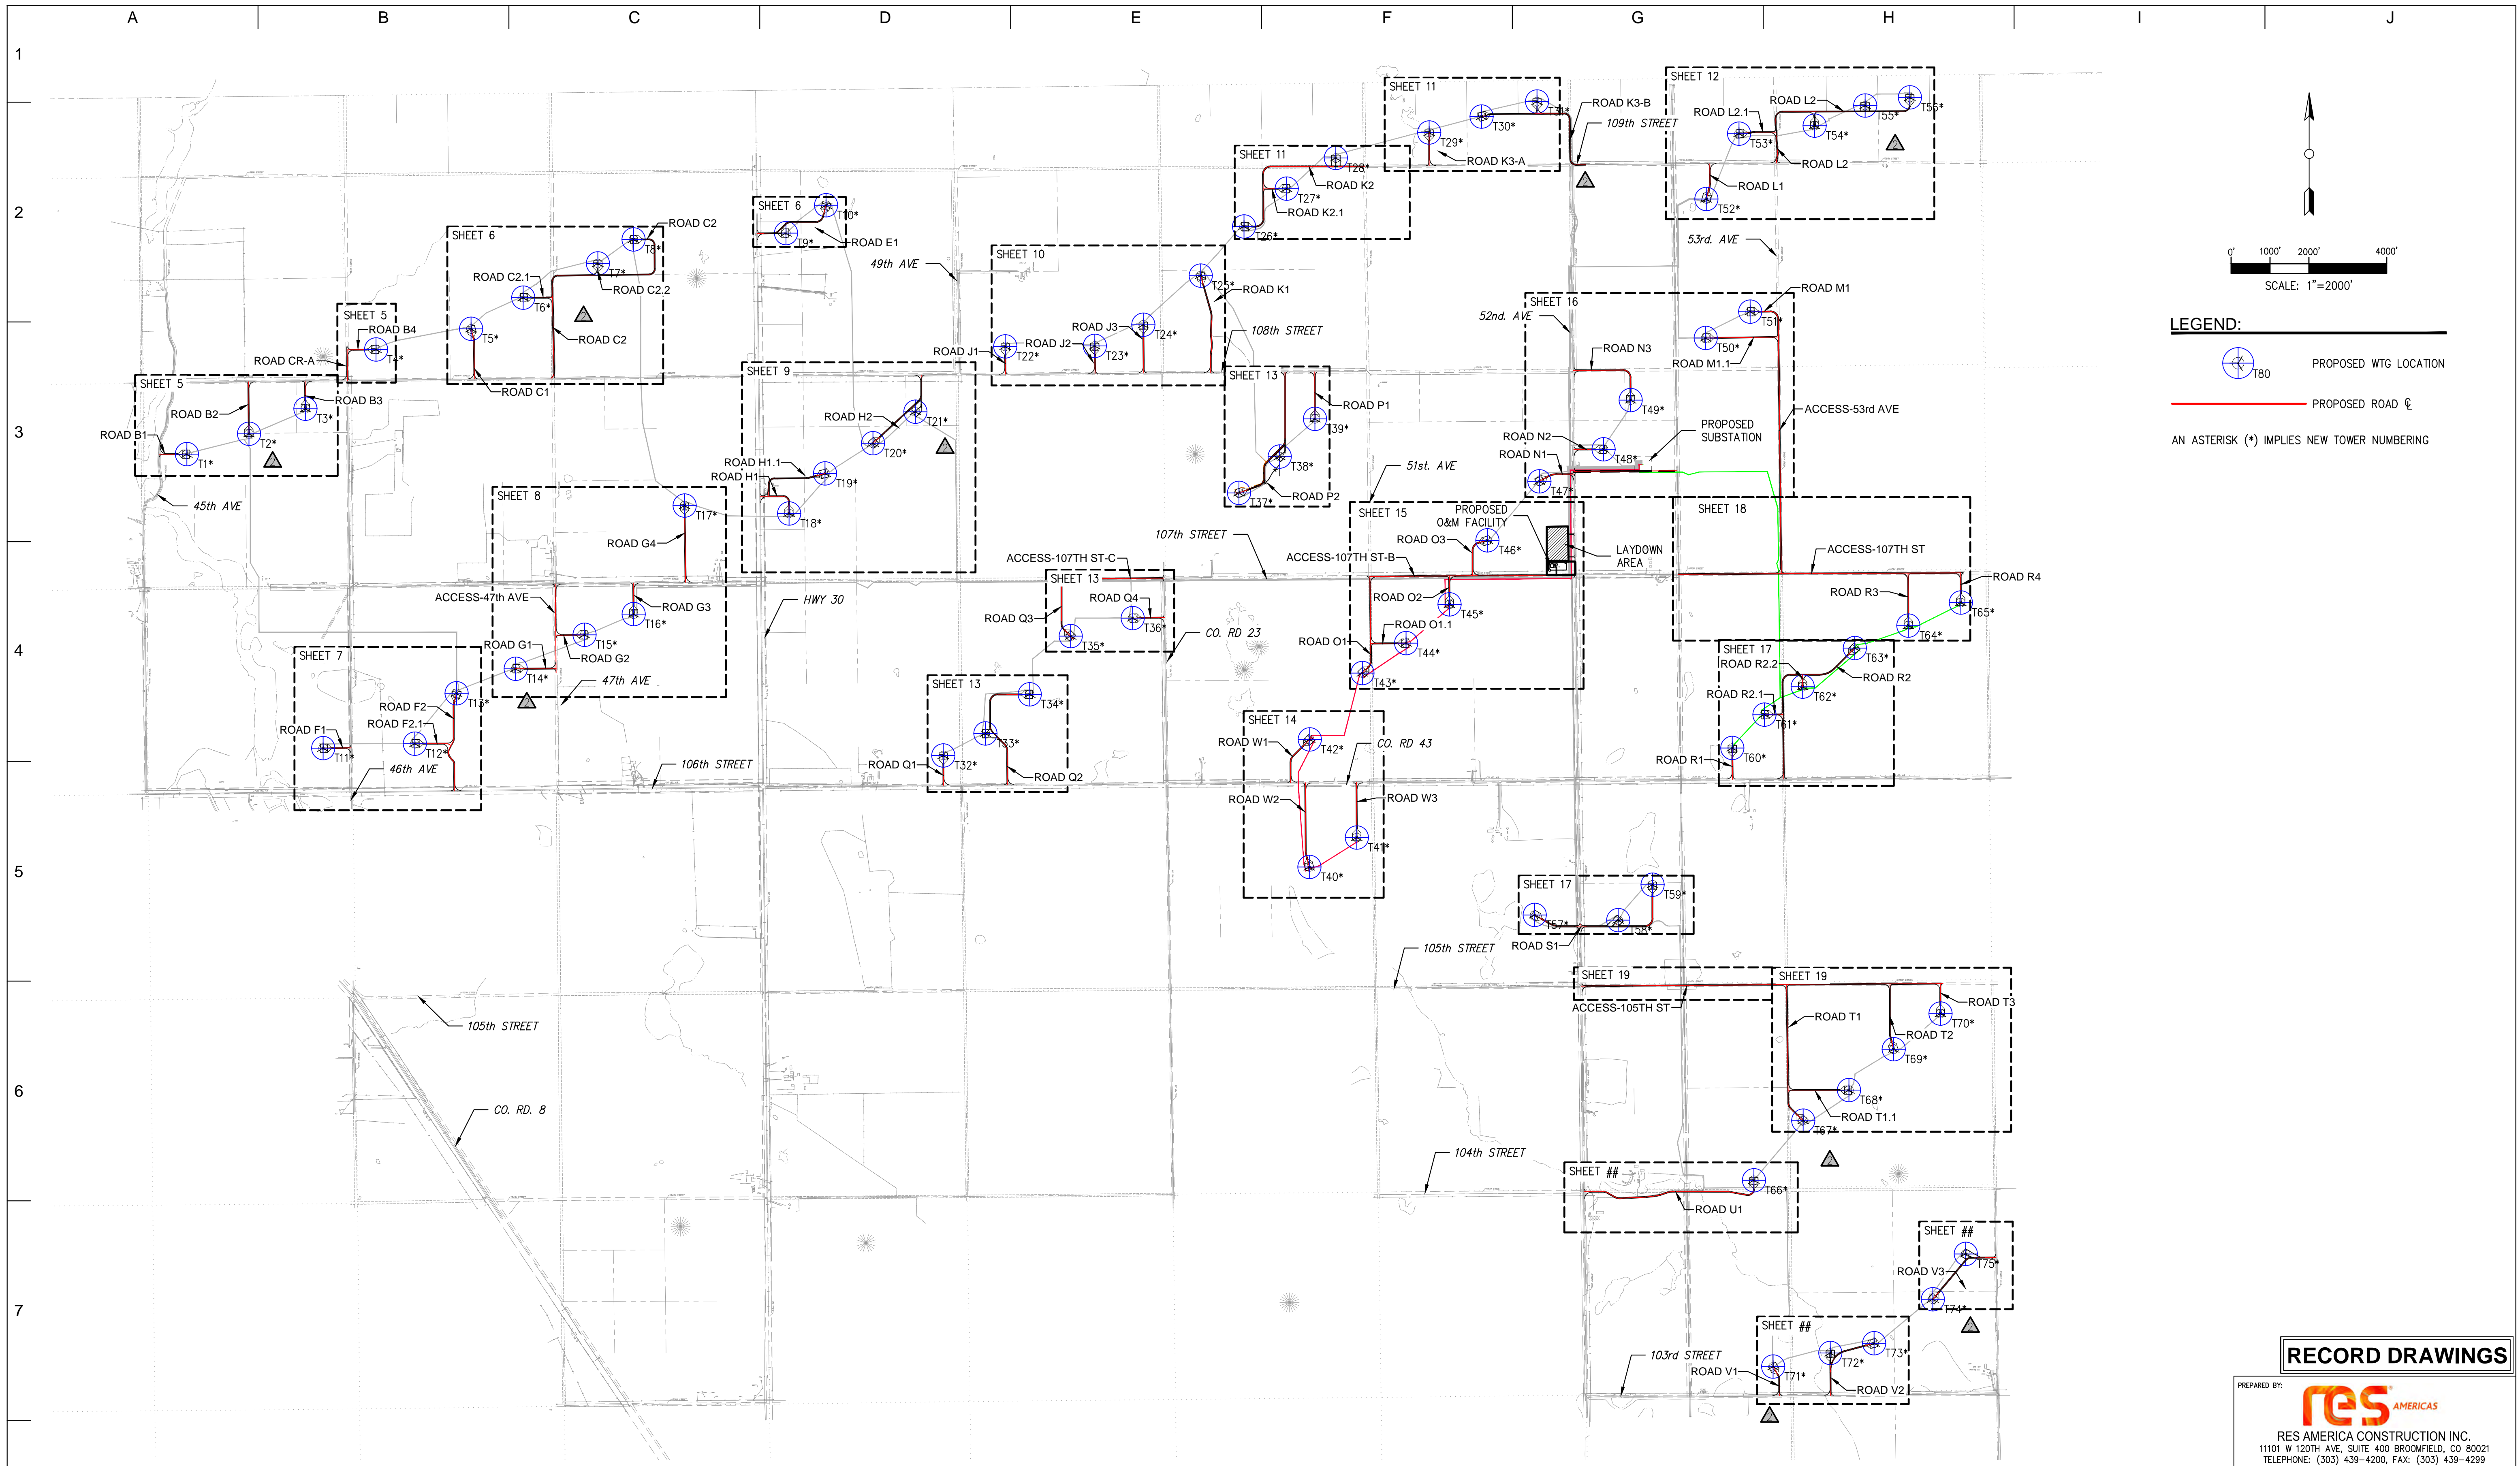 A B C D E F G H I J
1
2
3
4
5
6
7
SHEET 5
ROAD B1
ROAD B2
ROAD B3
T1*
T2*
T3*
45th AVE
SHEET 5
ROAD B4
ROAD CR-A
T4*
SHEET 6
ROAD C2
ROAD C2.1
ROAD C2.2
ROAD C2
ROAD C1
T5*
T6*
T7*
T8*
SHEET 6
T9*
T10*
ROAD E1
49th AVE
SHEET 7
ROAD F1
ROAD F2
ROAD F2.1
T11*
T12*
T13*
46th AVE
SHEET 8
T17*
ROAD G4
ACCESS-47th AVE
ROAD G3
T16*
T15*
ROAD G1
ROAD G2
T14*
47th AVE
106th STREET
HWY 30
SHEET 9
ROAD H2
T21*
T20*
ROAD H1.1
ROAD H1
T19*
T18*
SHEET 10
T25*
ROAD K1
ROAD J3
T24*
ROAD J2
T23*
ROAD J1
T22*
108th STREET
SHEET 11
T28*
ROAD K2
T27*
ROAD K2.1
T26*
SHEET 11
T31*
T30*
T29*
ROAD K3-A
ROAD K3-B
109th STREET
SHEET 12
ROAD L2
ROAD L2.1
T56*
T55*
T54*
T53*
ROAD L2
ROAD L1
T52*
53rd. AVE
SHEET 13
ROAD P1
T39*
T38*
ROAD P2
T37*
51st. AVE
107th STREET
ACCESS-107TH ST-C
SHEET 13
ROAD Q4
ROAD Q3
T36*
T35*
CO. RD 23
SHEET 13
T34*
T33*
T32*
ROAD Q1
ROAD Q2
SHEET 14
ROAD W1
T42*
CO. RD 43
ROAD W2
ROAD W3
T41*
T40*
SHEET 15
PROPOSED
O&M FACILITY
ROAD O3
T46*
LAYDOWN
AREA
ACCESS-107TH ST-B
ROAD O2
T45*
ROAD O1
ROAD O1.1
T44*
T43*
SHEET 16
52nd. AVE
ROAD M1
T51*
T50*
ROAD M1.1
ROAD N3
T49*
ACCESS-53rd AVE
PROPOSED
SUBSTATION
ROAD N2
T48*
ROAD N1
T47*
SHEET 18
ACCESS-107TH ST
ROAD R4
ROAD R3
T65*
T64*
SHEET 17
ROAD R2.2
T63*
ROAD R2
T62*
ROAD R2.1
T61*
T60*
ROAD R1
SHEET 17
T59*
T57*
T58*
ROAD S1
105th STREET
105th STREET
CO. RD. 8
SHEET 19
ACCESS-105TH ST
SHEET 19
ROAD T3
ROAD T1
T70*
ROAD T2
T69*
T68*
ROAD T1.1
T67*
104th STREET
SHEET ##
T66*
ROAD U1
SHEET ##
T75*
ROAD V3
T74*
SHEET ##
103rd STREET
T73*
T72*
ROAD V1
T71*
ROAD V2
0' 1000' 2000' 4000'
SCALE: 1"=2000'
LEGEND:
T80
PROPOSED WTG LOCATION
PROPOSED ROAD ℄
AN ASTERISK (*) IMPLIES NEW TOWER NUMBERING
RECORD DRAWINGS
PREPARED BY:
res AMERICAS
RES AMERICA CONSTRUCTION INC.
11101 W 120TH AVE, SUITE 400 BROOMFIELD, CO 80021
TELEPHONE: (303) 439-4200, FAX: (303) 439-4299